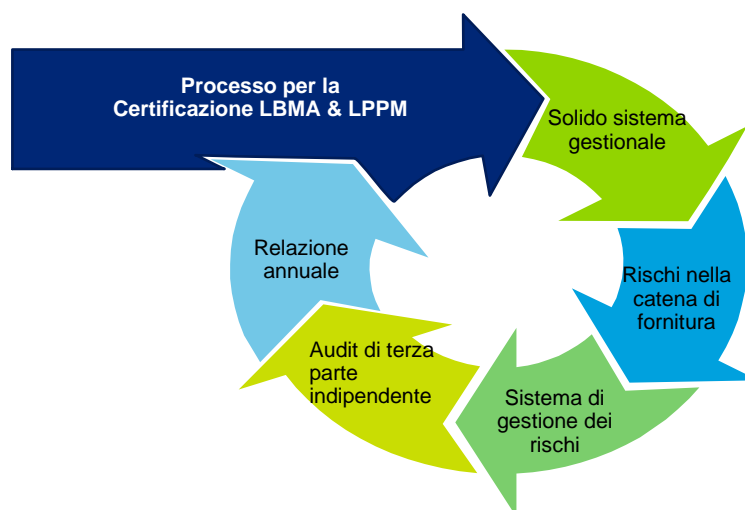 Processo per la
Certificazione LBMA & LPPM
Solido sistema
gestionale
Rischi nella
catena di
fornitura
Sistema di
gestione dei
rischi
Audit di terza
parte
indipendente
Relazione
annuale